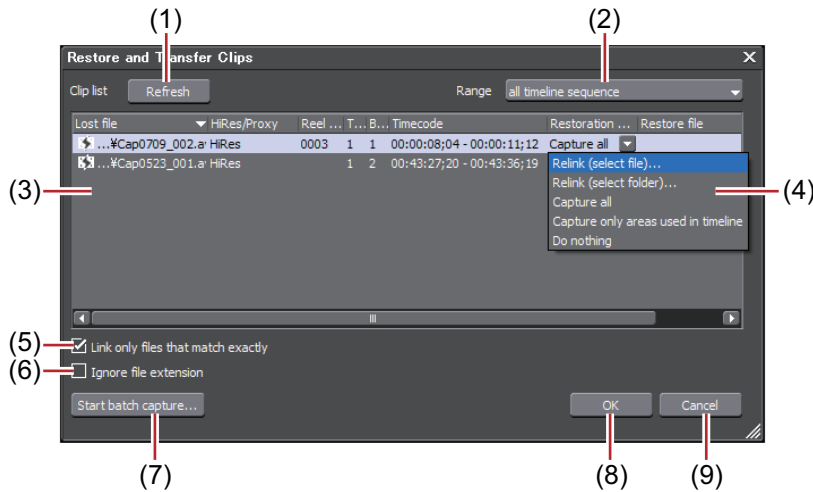 (1) (2)
Restore and Transfer Clips X
Clip list Refresh Range all timeline sequence
Lost file HiRes/Proxy Reel ... T... B... Timecode Restoration ... Restore file
...¥Cap0709_002.a HiRes 0003 1 1 00:00:08;04 - 00:00:11;12 Capture all
...¥Cap0523_001.a HiRes 1 2 00:43:27;20 - 00:43:36;19
Relink (select file)...
(3) Relink (select folder)... (4)
Capture all
Capture only areas used in timeline
Do nothing
(5) Link only files that match exactly
(6) Ignore file extension
Start batch capture... OK Cancel
(7) (8) (9)